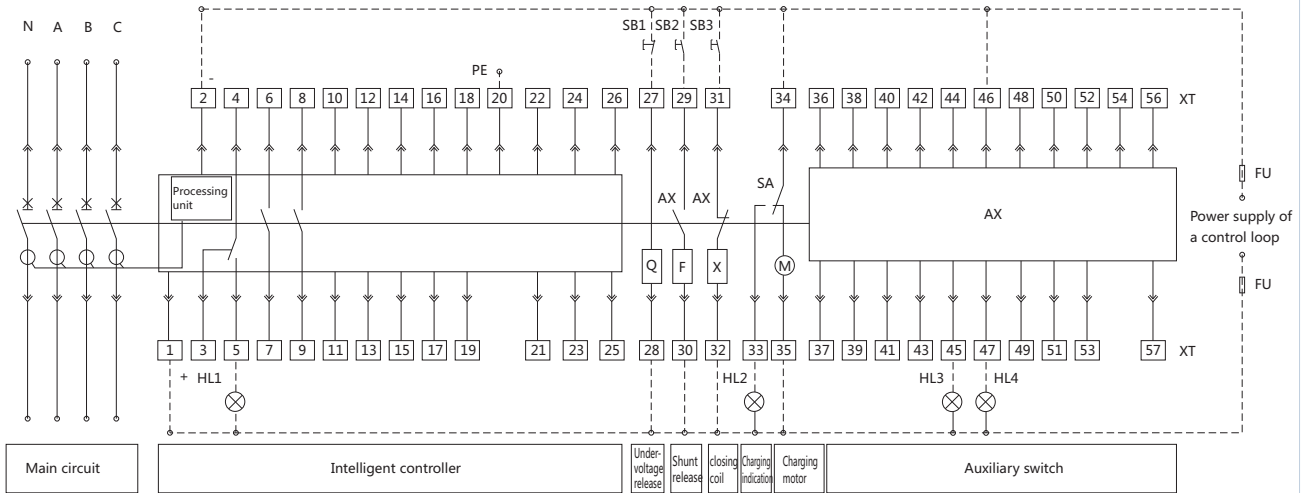 N A B C
SB1 SB2 SB3
PE
-
2 4 6 8 10 12 14 16 18 20 22 24 26 27 29 31 34 36 38 40 42 44 46 48 50 52 54 56 XT
FU
Processing
unit
SA
AX AX
AX
Power supply of
a control loop
Q F X M
FU
1 3 5 7 9 11 13 15 17 19 21 23 25 28 30 32 33 35 37 39 41 43 45 47 49 51 53 57 XT
+ HL1 HL2 HL3 HL4
Main circuit
Intelligent controller
Under-
voltage
release
Shunt
release
closing
coil
Charging
indication
Charging
motor
Auxiliary switch